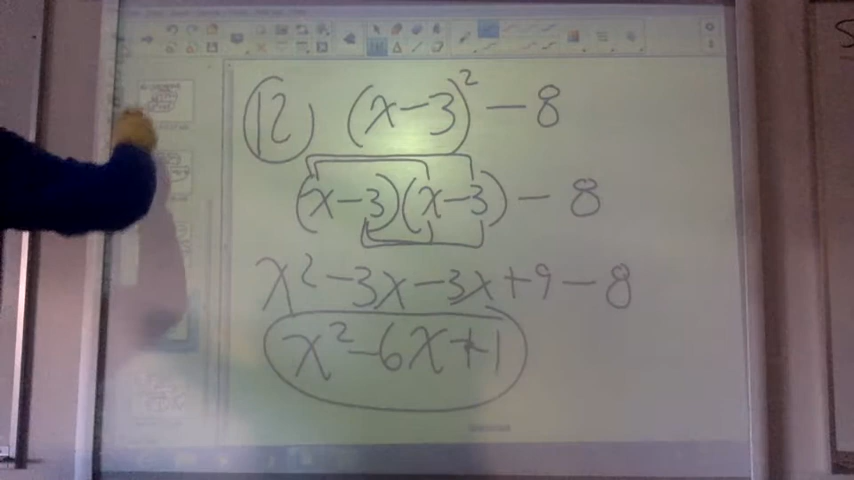 12 (x-3)² - 8
(x-3)(x-3) - 8
x² - 3x - 3x + 9 - 8
x² - 6x + 1